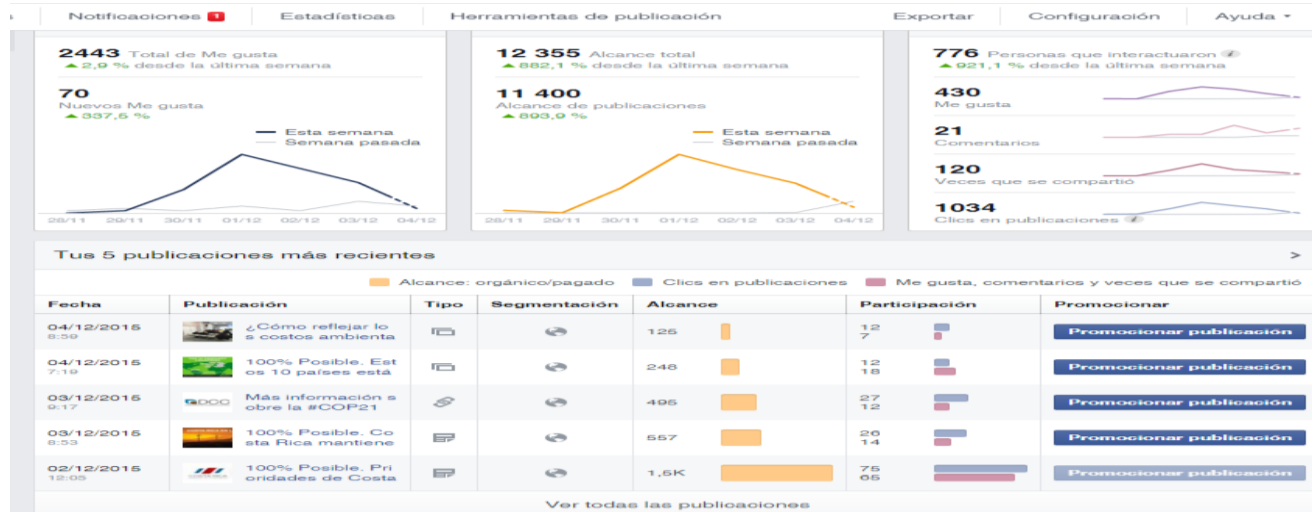 Notificaciones 1 Estadísticas Herramientas de publicación Exportar Configuración Ayuda
2443 Total de Me gusta
2,9 % desde la última semana
70
Nuevos Me gusta
337,5 %
Esta semana
Semana pasada
28/11 29/11 30/11 01/12 02/12 03/12 04/12
12 355 Alcance total
882,1 % desde la última semana
11 400
Alcance de publicaciones
893,9 %
Esta semana
Semana pasada
28/11 29/11 30/11 01/12 02/12 03/12 04/12
776 Personas que interactuaron i
921,1 % desde la última semana
430
Me gusta
21
Comentarios
120
Veces que se compartió
1034
Clics en publicaciones i
Tus 5 publicaciones más recientes >
Alcance: orgánico/pagado Clics en publicaciones Me gusta, comentarios y veces que se compartió
Fecha Publicación Tipo Segmentación Alcance Participación Promocionar
04/12/2015 ¿Cómo reflejar lo 125 12 Promocionar publicación
8:59 s costos ambienta 7
04/12/2015 100% Posible. Est 248 12 Promocionar publicación
7:19 os 10 países está 18
03/12/2015 Más información s 495 27 Promocionar publicación
9:17 obre la #COP21 12
03/12/2015 100% Posible. Co 557 26 Promocionar publicación
8:53 sta Rica mantiene 14
02/12/2015 100% Posible. Pri 1,5K 75 Promocionar publicación
12:05 oridades de Costa 65
Ver todas las publicaciones